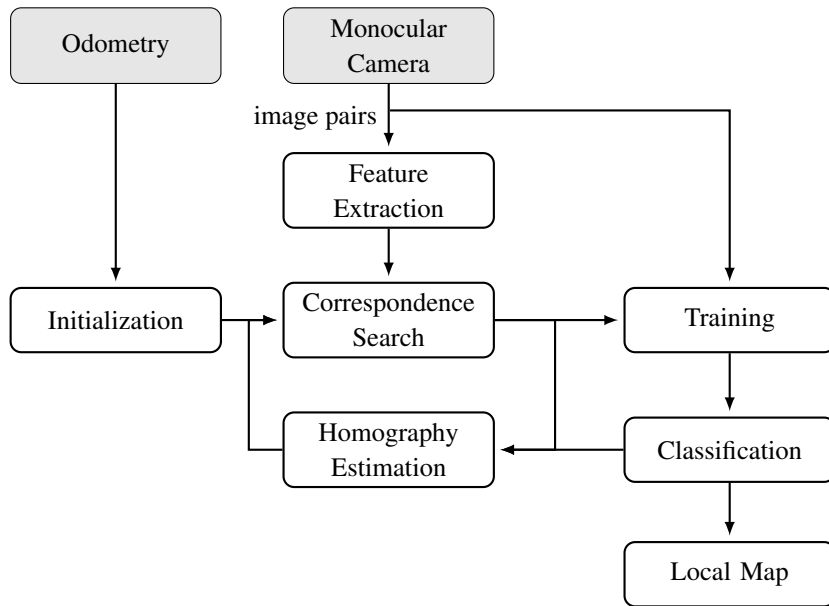 Odometry
Monocular
Camera
image pairs
Feature
Extraction
Initialization
Correspondence
Search
Training
Homography
Estimation
Classification
Local Map